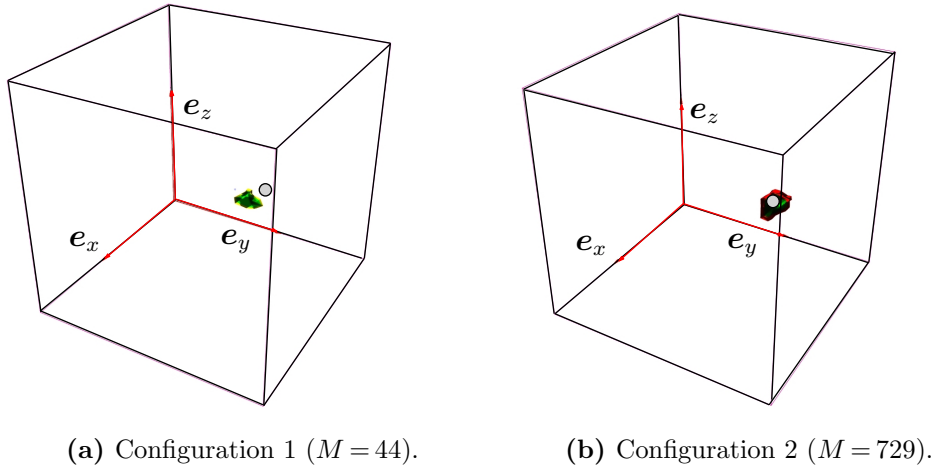 e_z
e_x
e_y
e_z
e_x
e_y
(a) Configuration 1 (M = 44).
(b) Configuration 2 (M = 729).